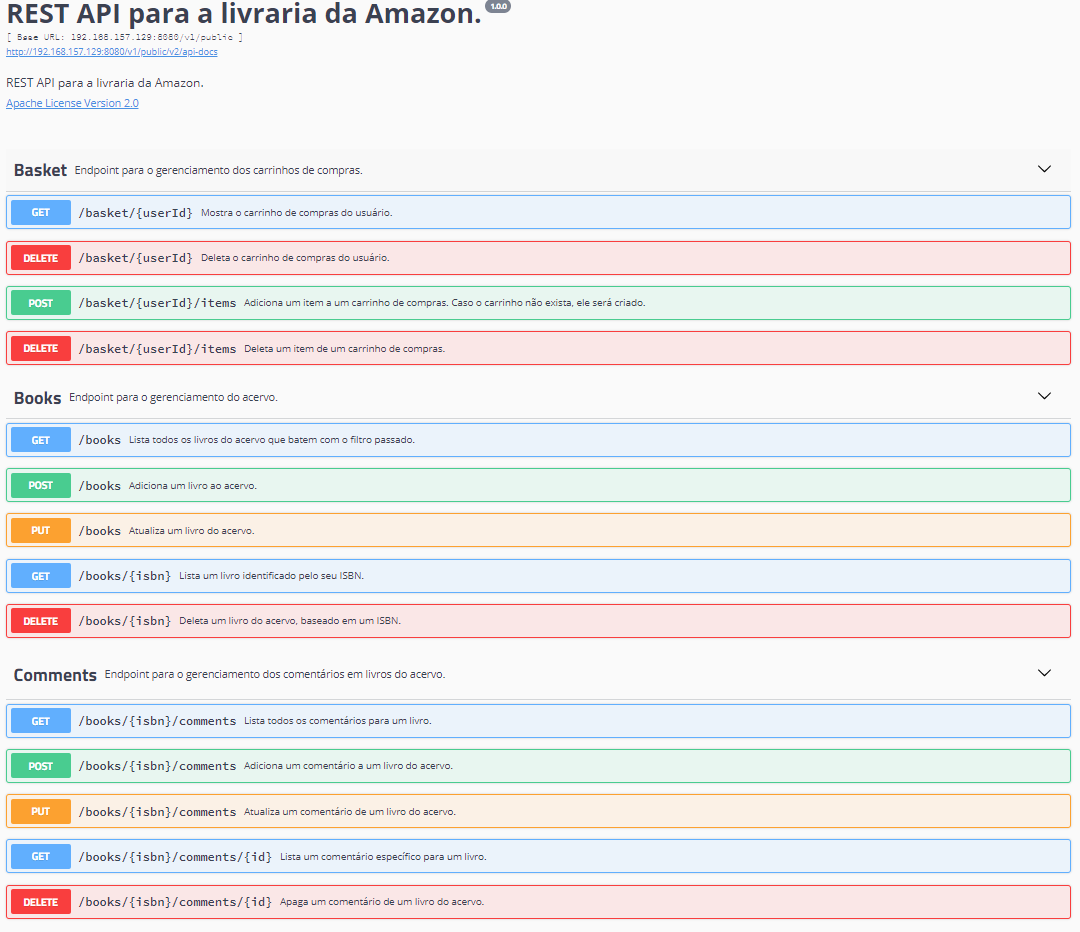 REST API para a livraria da Amazon. 1.0.0
[ Base URL: 192.168.157.129:8080/v1/public ]
http://192.168.157.129:8080/v1/public/v2/api-docs
REST API para a livraria da Amazon.
Apache License Version 2.0
Basket Endpoint para o gerenciamento dos carrinhos de compras.
GET /basket/{userId} Mostra o carrinho de compras do usuário.
DELETE /basket/{userId} Deleta o carrinho de compras do usuário.
POST /basket/{userId}/items Adiciona um item a um carrinho de compras. Caso o carrinho não exista, ele será criado.
DELETE /basket/{userId}/items Deleta um item de um carrinho de compras.
Books Endpoint para o gerenciamento do acervo.
GET /books Lista todos os livros do acervo que batem com o filtro passado.
POST /books Adiciona um livro ao acervo.
PUT /books Atualiza um livro do acervo.
GET /books/{isbn} Lista um livro identificado pelo seu ISBN.
DELETE /books/{isbn} Deleta um livro do acervo, baseado em um ISBN.
Comments Endpoint para o gerenciamento dos comentários em livros do acervo.
GET /books/{isbn}/comments Lista todos os comentários para um livro.
POST /books/{isbn}/comments Adiciona um comentário a um livro do acervo.
PUT /books/{isbn}/comments Atualiza um comentário de um livro do acervo.
GET /books/{isbn}/comments/{id} Lista um comentário específico para um livro.
DELETE /books/{isbn}/comments/{id} Apaga um comentário de um livro do acervo.